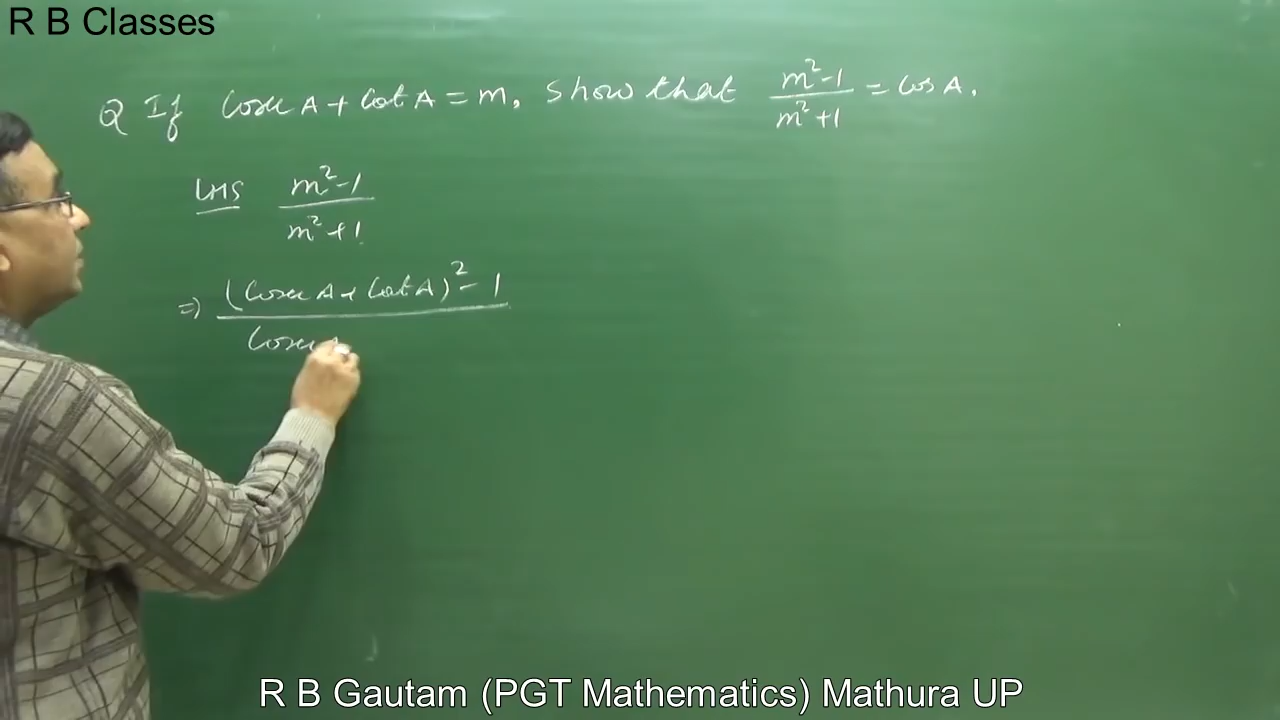 R B Classes
Q If Cosec A + Cot A = m, show that m²-1 / m²+1 = cos A.
LHS m²-1 / m²+1
⇒ (Cosec A + Cot A)² - 1
Cosec
R B Gautam (PGT Mathematics) Mathura UP